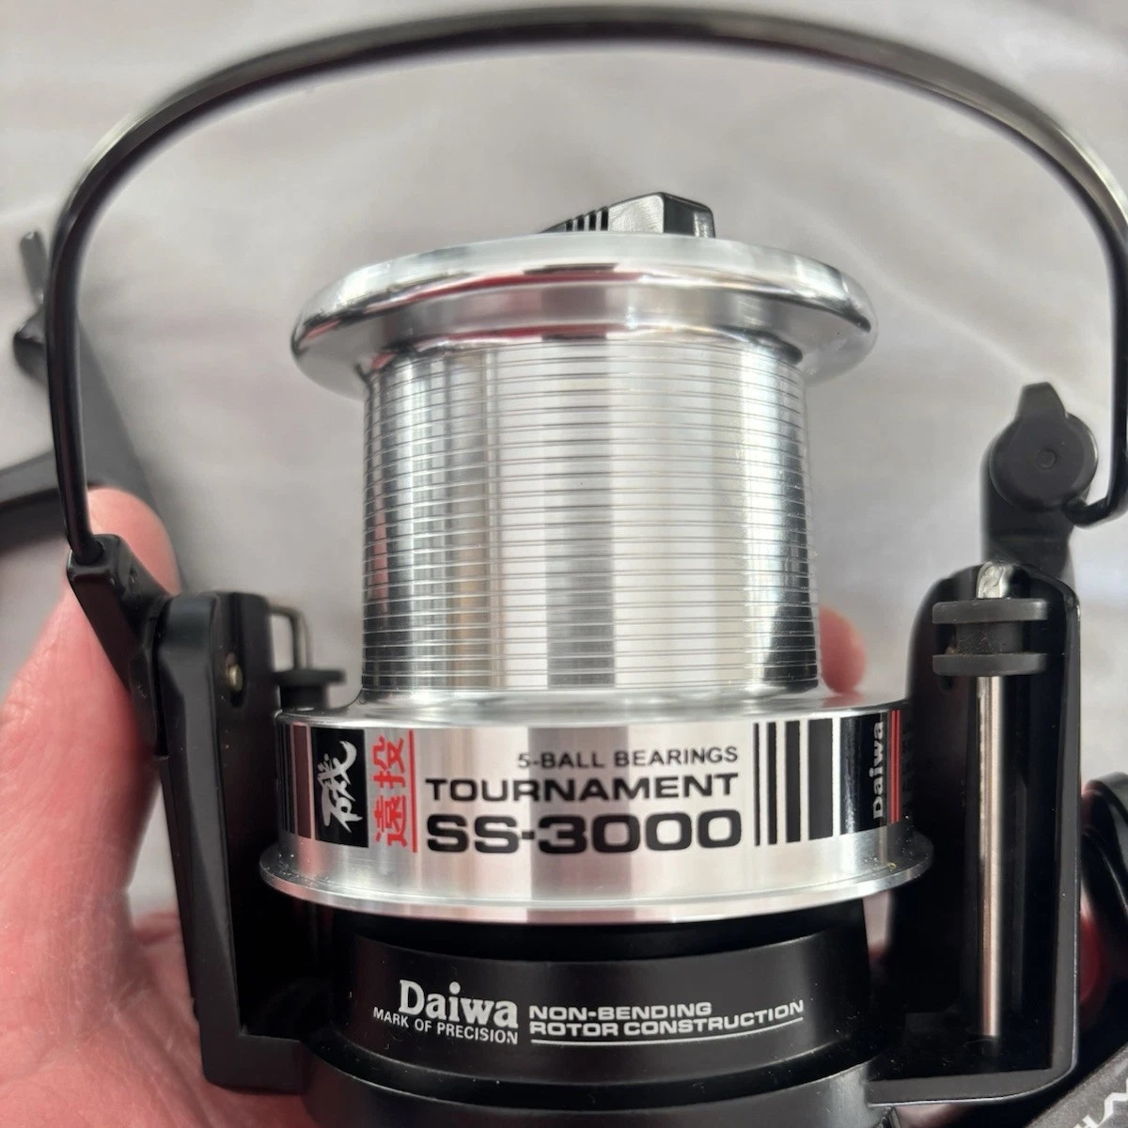 磯
遠投
5-BALL BEARINGS
TOURNAMENT
SS-3000
Daiwa
Daiwa
MARK OF PRECISION
NON-BENDING
ROTOR CONSTRUCTION